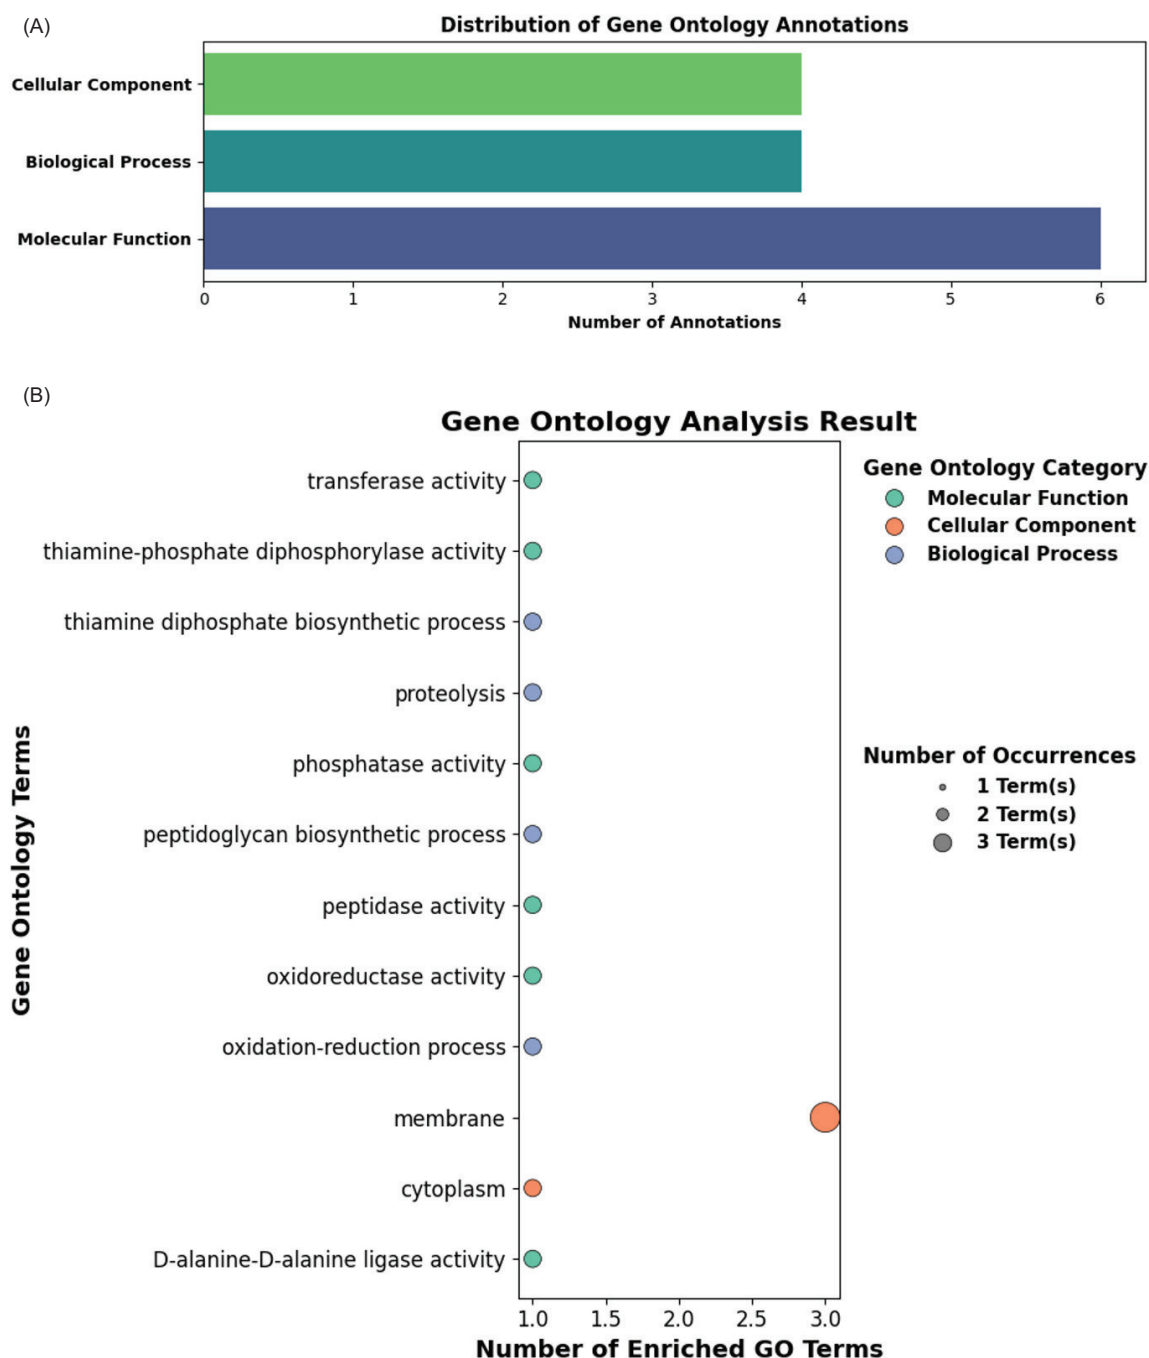 (A)
Distribution of Gene Ontology Annotations
Cellular Component
Biological Process
Molecular Function
0 1 2 3 4 5 6
Number of Annotations
(B)
Gene Ontology Analysis Result
Gene Ontology Terms
transferase activity
thiamine-phosphate diphosphorylase activity
thiamine diphosphate biosynthetic process
proteolysis
phosphatase activity
peptidoglycan biosynthetic process
peptidase activity
oxidoreductase activity
oxidation-reduction process
membrane
cytoplasm
D-alanine-D-alanine ligase activity
1.0 1.5 2.0 2.5 3.0
Number of Enriched GO Terms
Gene Ontology Category
Molecular Function
Cellular Component
Biological Process
Number of Occurrences
1 Term(s)
2 Term(s)
3 Term(s)